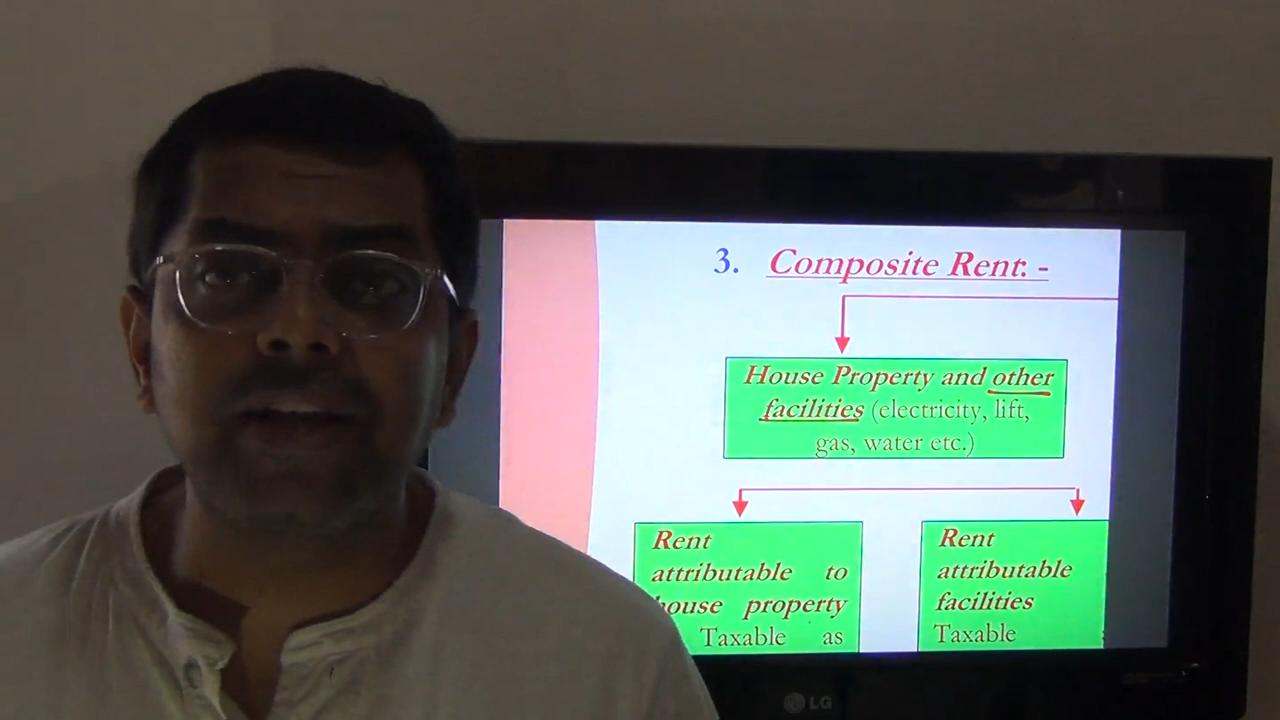 3. Composite Rent: -
House Property and other
facilities (electricity, lift,
gas, water etc.)
Rent
attributable to
house property
Taxable as
Rent
attributable
facilities
Taxable
LG